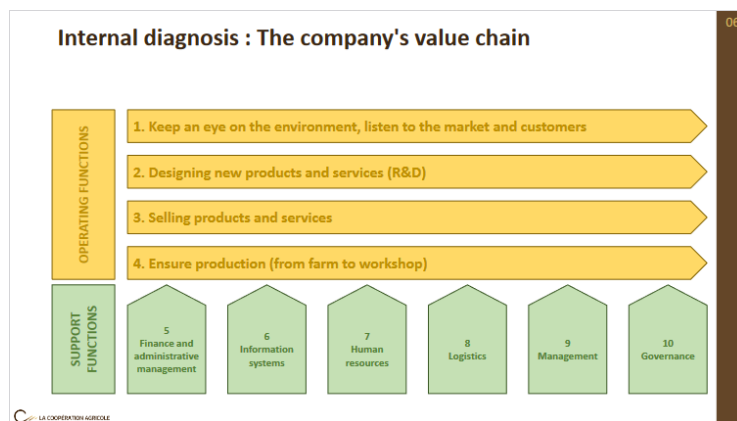 Internal diagnosis : The company's value chain
06
OPERATING FUNCTIONS
1. Keep an eye on the environment, listen to the market and customers
2. Designing new products and services (R&D)
3. Selling products and services
4. Ensure production (from farm to workshop)
SUPPORT
FUNCTIONS
5
Finance and
administrative
management
6
Information
systems
7
Human
resources
8
Logistics
9
Management
10
Governance
LA COOPÉRATION AGRICOLE